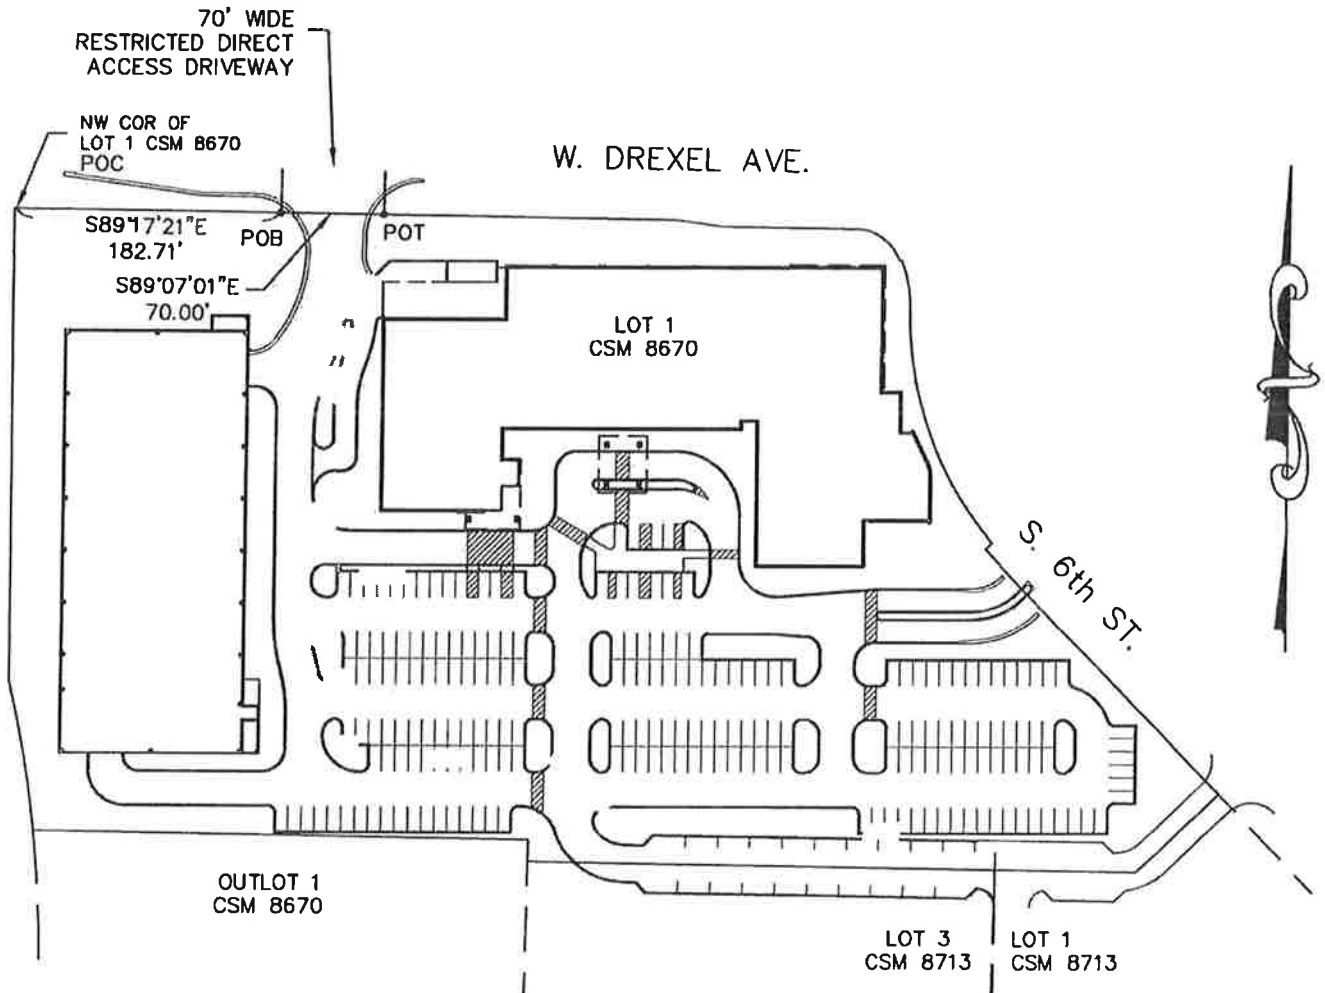 70' WIDE
RESTRICTED DIRECT
ACCESS DRIVEWAY
NW COR OF
LOT 1 CSM 8670
POC
W. DREXEL AVE.
S89°17'21"E
182.71'
POB
POT
S89°07'01"E
70.00'
LOT 1
CSM 8670
S. 6th ST.
OUTLOT 1
CSM 8670
LOT 3
CSM 8713
LOT 1
CSM 8713